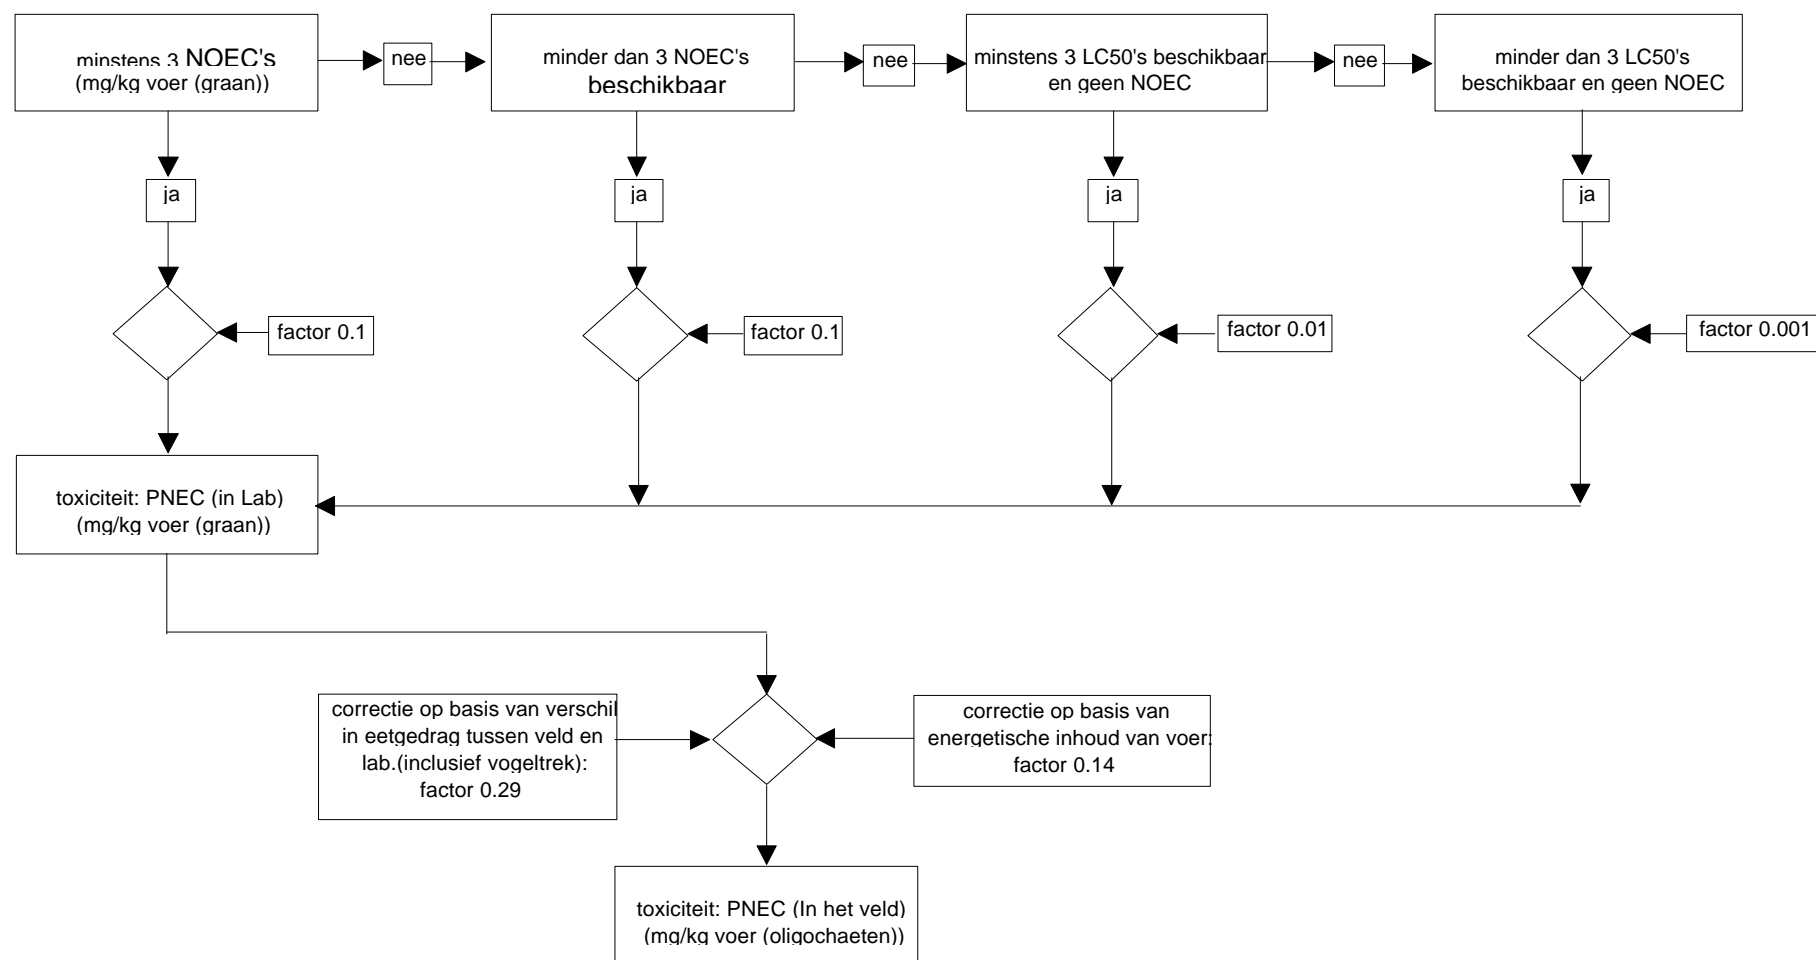 minstens 3 NOEC's
(mg/kg voer (graan))
nee
minder dan 3 NOEC's
beschikbaar
nee
minstens 3 LC50's beschikbaar
en geen NOEC
nee
minder dan 3 LC50's
beschikbaar en geen NOEC
ja
ja
ja
ja
factor 0.1
factor 0.1
factor 0.01
factor 0.001
toxiciteit: PNEC (in Lab)
(mg/kg voer (graan))
correctie op basis van verschil
in eetgedrag tussen veld en
lab.(inclusief vogeltrek):
factor 0.29
correctie op basis van
energetische inhoud van voer:
factor 0.14
toxiciteit: PNEC (In het veld)
(mg/kg voer (oligochaeten))